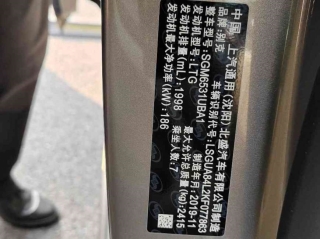 中国 上汽通用(沈阳)北盛汽车有限公司制造
品牌:别克
整车型号:SGM6531UBA1
车辆识别代号:LSGUA84L2KF077863
发动机型号:LTG
制造年月:2019-11
发动机排量(mL):1998
最大允许总质量(kg):2415
发动机最大净功率(kW):186
乘坐人数:7